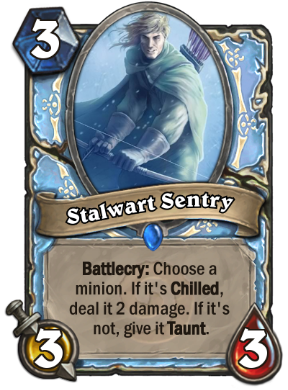 3
Stalwart Sentry
Battlecry: Choose a
minion. If it's Chilled,
deal it 2 damage. If it's
not, give it Taunt.
3
3